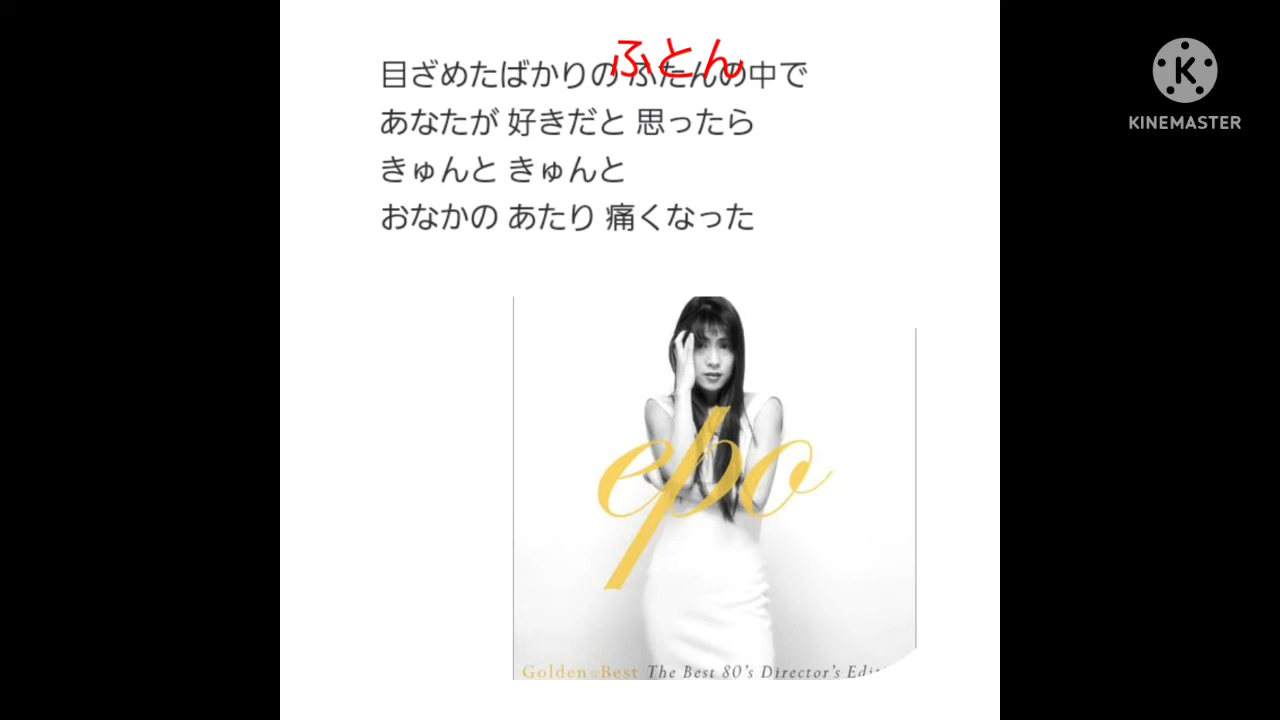 ふとん
目ざめたばかりの ふたんの中で
あなたが 好きだと 思ったら
きゅんと きゅんと
おなかの あたり 痛くなった
KINEMASTER
epo
Golden☆Best The Best 80's Director's